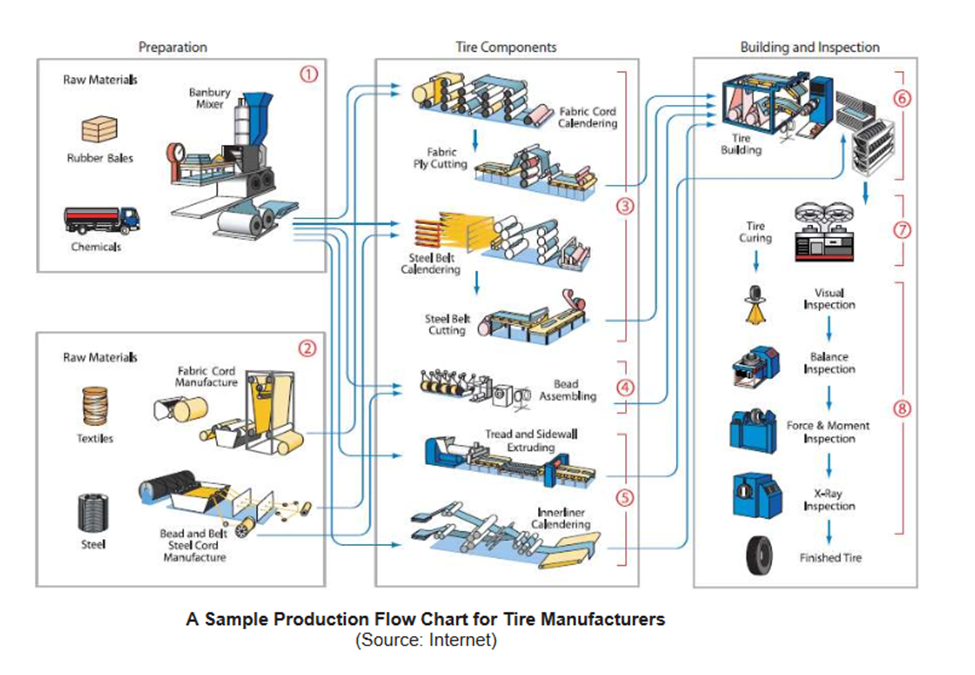 Preparation
Raw Materials
①
Banbury
Mixer
Rubber Bales
Chemicals
Raw Materials
②
Fabric Cord
Manufacture
Textiles
Steel
Bead and Belt
Steel Cord
Manufacture
Tire Components
Fabric Cord
Calendering
Fabric
Ply Cutting
③
Steel Belt
Calendering
Steel Belt
Cutting
Bead
Assembling
④
Tread and Sidewall
Extruding
⑤
Innerliner
Calendering
Building and Inspection
⑥
Tire
Building
⑦
Tire
Curing
Visual
Inspection
Balance
Inspection
⑧
Force & Moment
Inspection
X-Ray
Inspection
Finished Tire
A Sample Production Flow Chart for Tire Manufacturers
(Source: Internet)